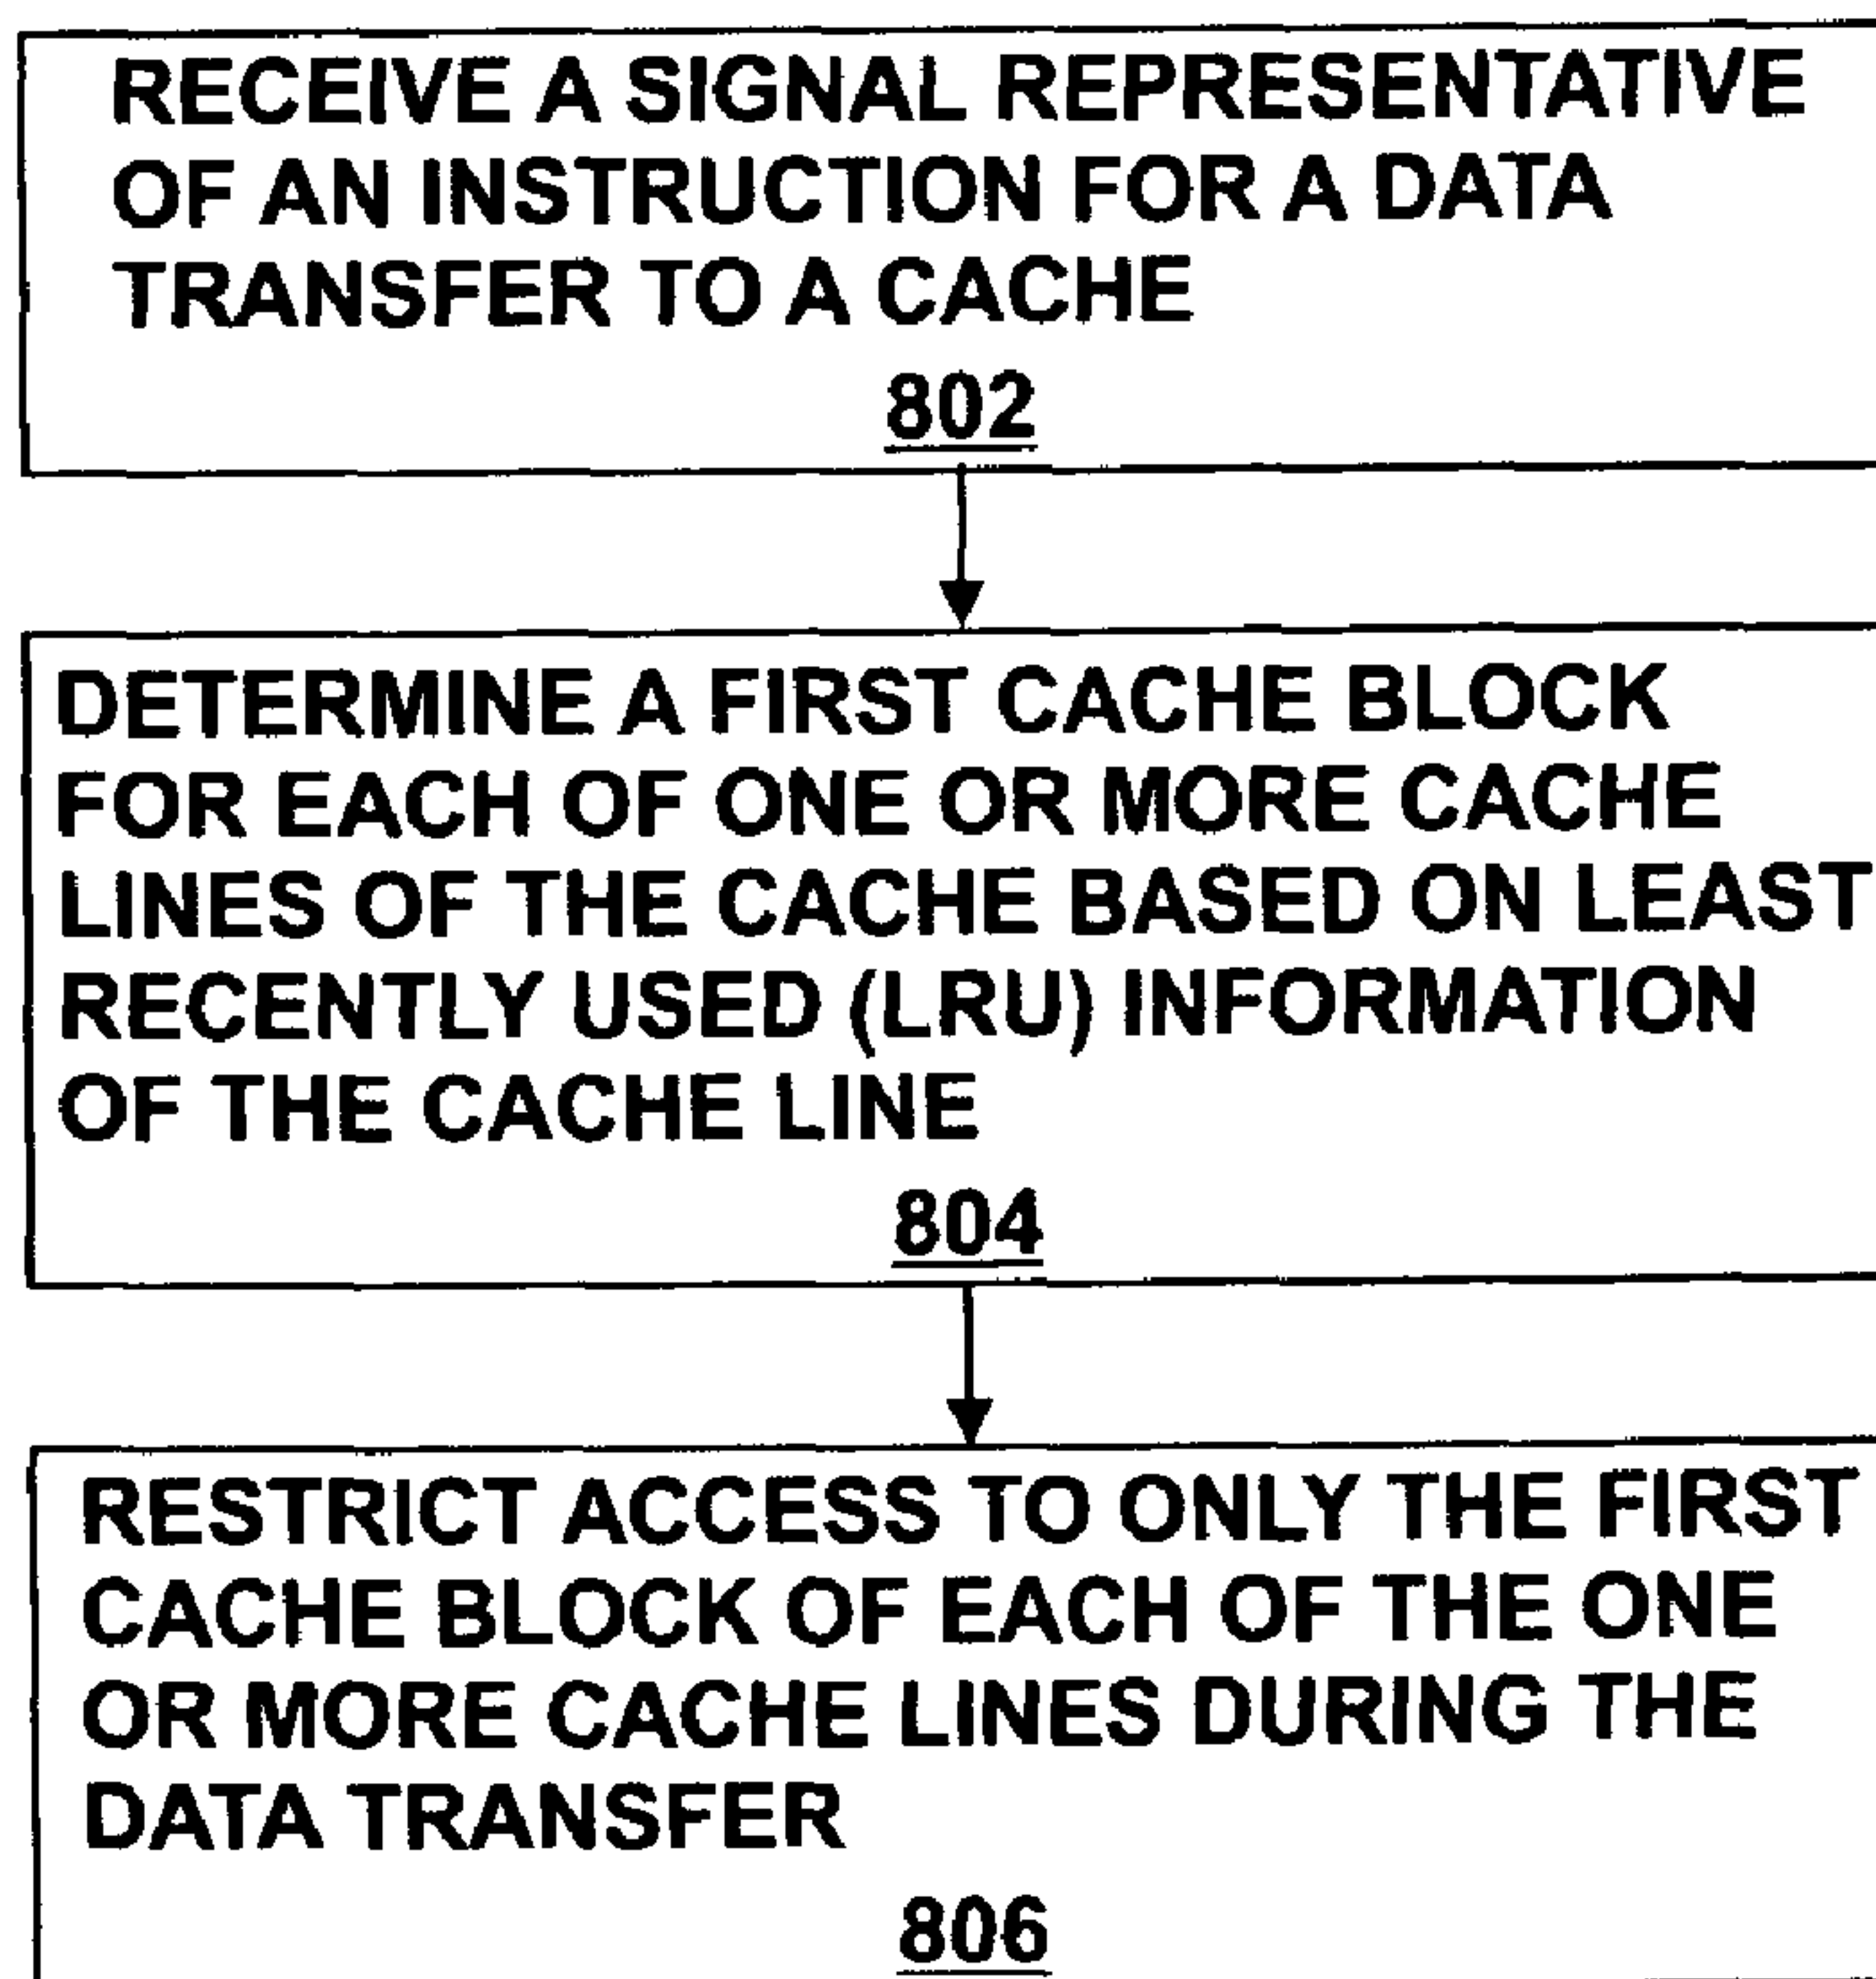 RECEIVE A SIGNAL REPRESENTATIVE
OF AN INSTRUCTION FOR A DATA
TRANSFER TO A CACHE
802
DETERMINE A FIRST CACHE BLOCK
FOR EACH OF ONE OR MORE CACHE
LINES OF THE CACHE BASED ON LEAST
RECENTLY USED (LRU) INFORMATION
OF THE CACHE LINE
804
RESTRICT ACCESS TO ONLY THE FIRST
CACHE BLOCK OF EACH OF THE ONE
OR MORE CACHE LINES DURING THE
DATA TRANSFER
806